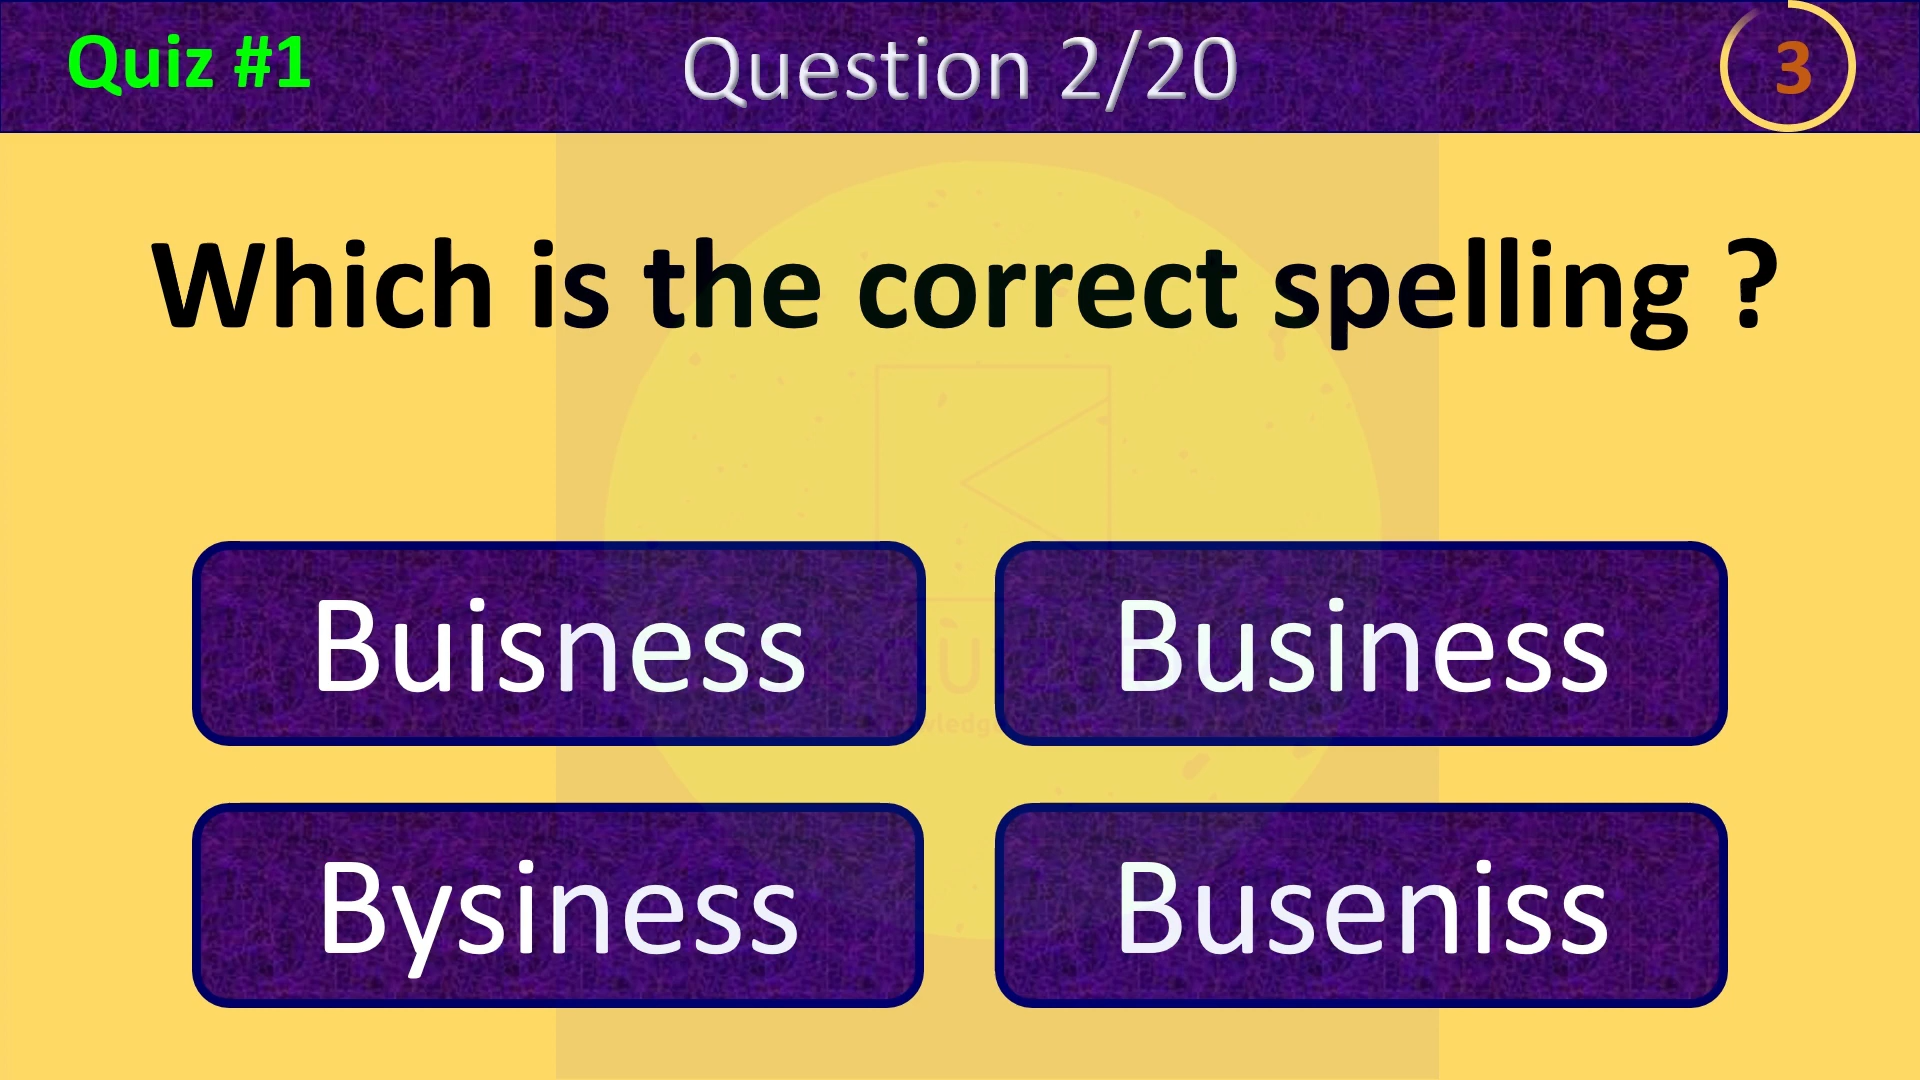 Quiz #1
Question 2/20
3
Which is the correct spelling ?
Buisness
Business
Bysiness
Buseniss